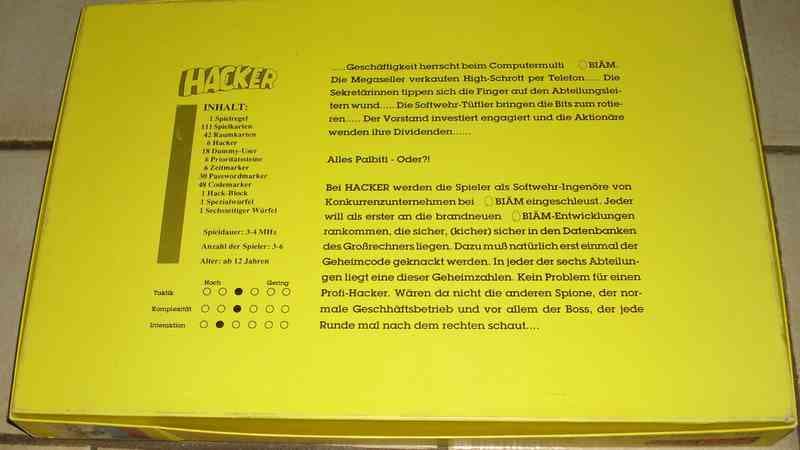 HACKER
INHALT:
1 Spielregel
111 Spielkarten
42 Raumkarten
6 Hacker
18 Dummy-User
6 Prioritätssteine
6 Zeitmarker
30 Passwordmarker
48 Codemarker
1 Hack-Block
1 Spezialwürfel
1 Sechsseitiger Würfel
Spieldauer: 3-4 MHz
Anzahl der Spieler: 3-6
Alter: ab 12 Jahren
Hoch Gering
Taktik
Komplexität
Interaktion
.....Geschäftigkeit herrscht beim Computermulti BIÄM.
Die Megaseller verkaufen High-Schrott per Telefon..... Die
Sekretärinnen tippen sich die Finger auf den Abteilungslei-
tern wund.....Die Softwehr-Tüftler bringen die Bits zum rotie-
ren..... Der Vorstand investiert engagiert und die Aktionäre
wenden ihre Dividenden......
Alles Palbiti - Oder?!
Bei HACKER werden die Spieler als Softwehr-Ingenöre von
Konkurrenzunternehmen bei BIÄM eingeschleust. Jeder
will als erster an die brandneuen BIÄM-Entwicklungen
rankommen, die sicher, (kicher) sicher in den Datenbanken
des Großrechners liegen. Dazu muß natürlich erst einmal der
Geheimcode geknackt werden. In jeder der sechs Abteilun-
gen liegt eine dieser Geheimzahlen. Kein Problem für einen
Profi-Hacker. Wären da nicht die anderen Spione, der nor-
male Geschhäftsbetrieb und vor allem der Boss, der jede
Runde mal nach dem rechten schaut....